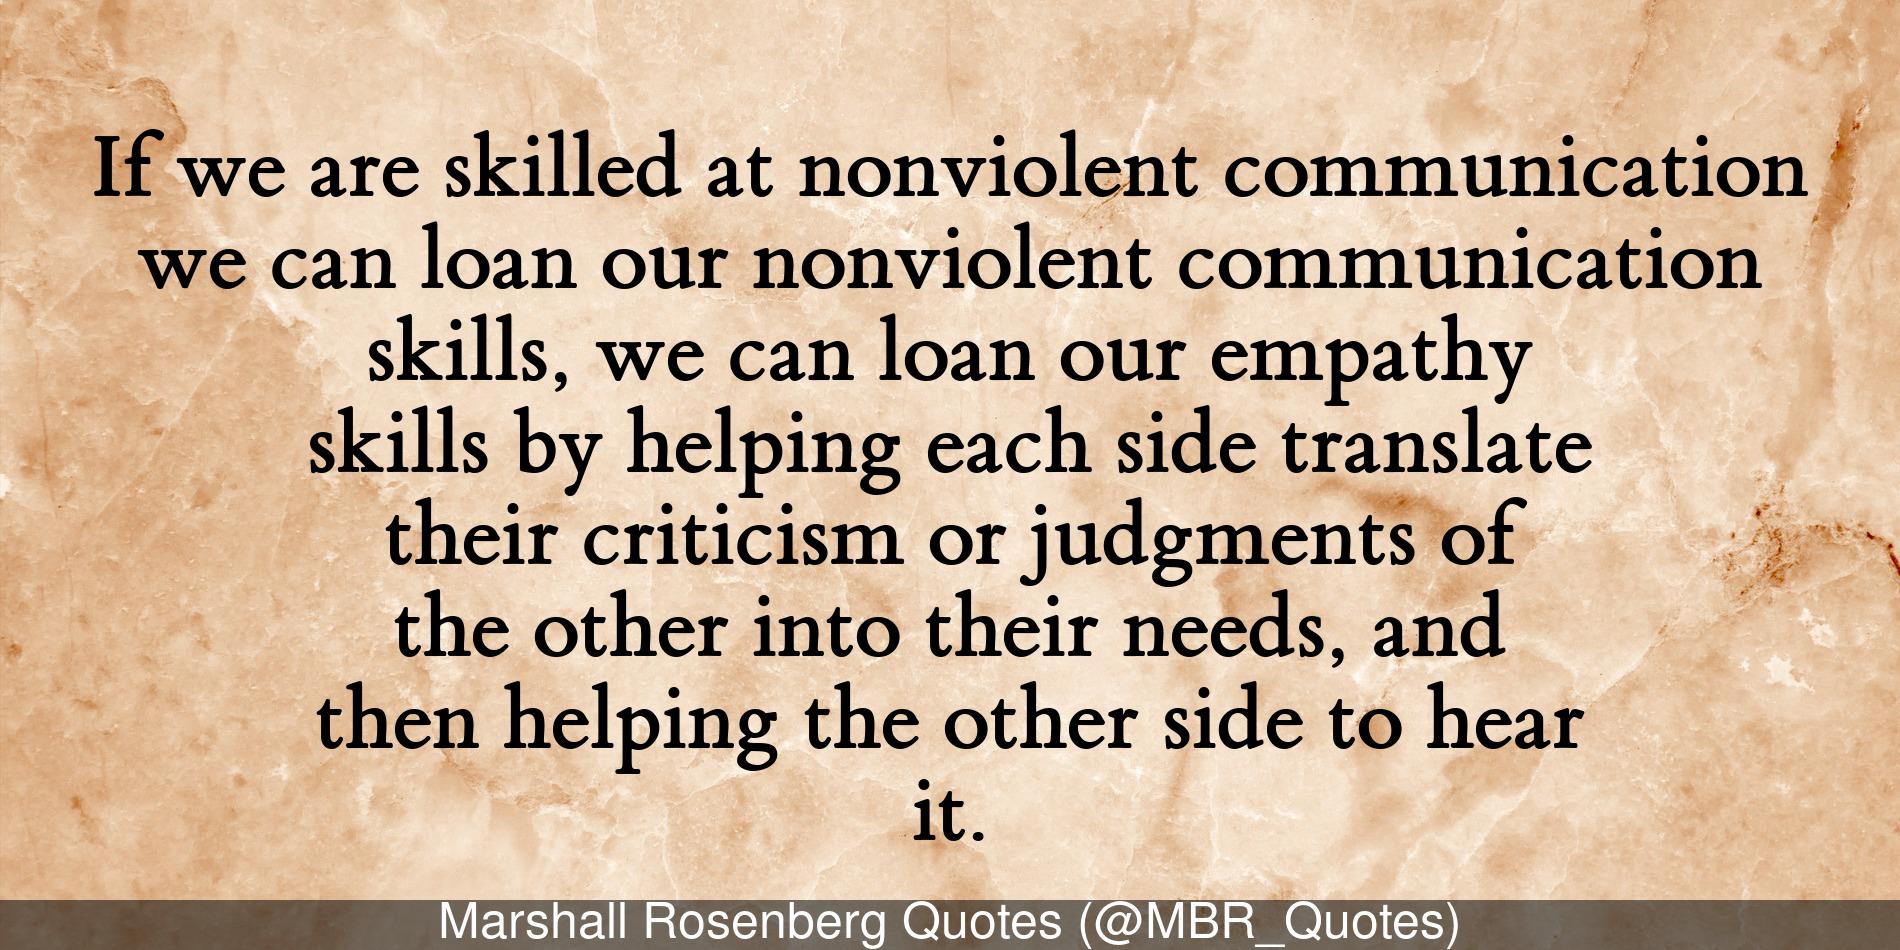 If we are skilled at nonviolent communication
we can loan our nonviolent communication
skills, we can loan our empathy
skills by helping each side translate
their criticism or judgments of
the other into their needs, and
then helping the other side to hear
it.
Marshall Rosenberg Quotes (@MBR_Quotes)